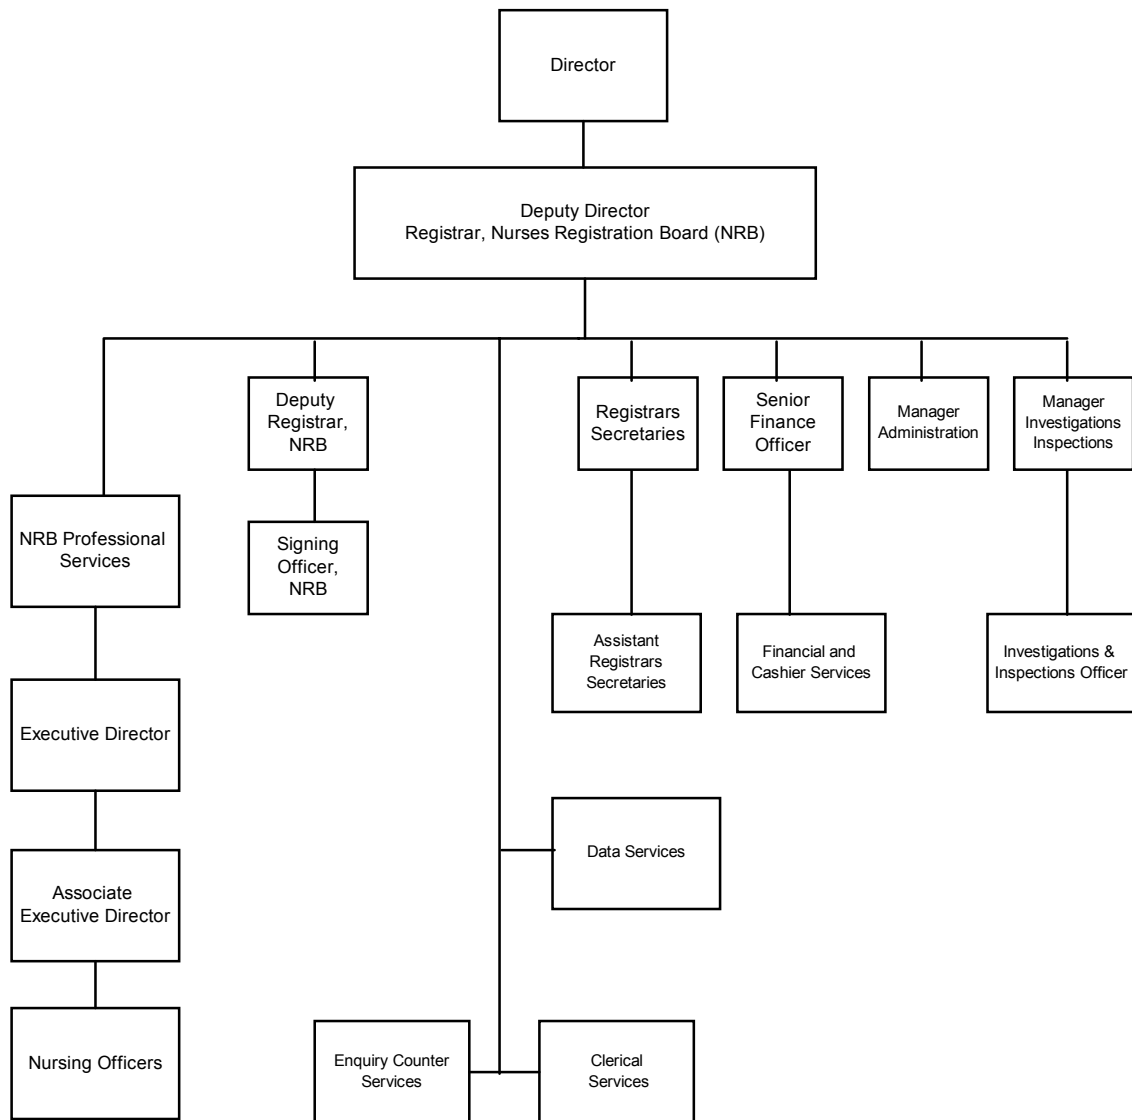 Director
Deputy Director
Registrar, Nurses Registration Board (NRB)
Deputy
Registrar,
NRB
Registrars
Secretaries
Senior
Finance
Officer
Manager
Administration
Manager
Investigations
Inspections
NRB Professional
Services
Signing
Officer,
NRB
Assistant
Registrars
Secretaries
Financial and
Cashier Services
Investigations &
Inspections Officer
Executive Director
Data Services
Associate
Executive Director
Nursing Officers
Enquiry Counter
Services
Clerical
Services